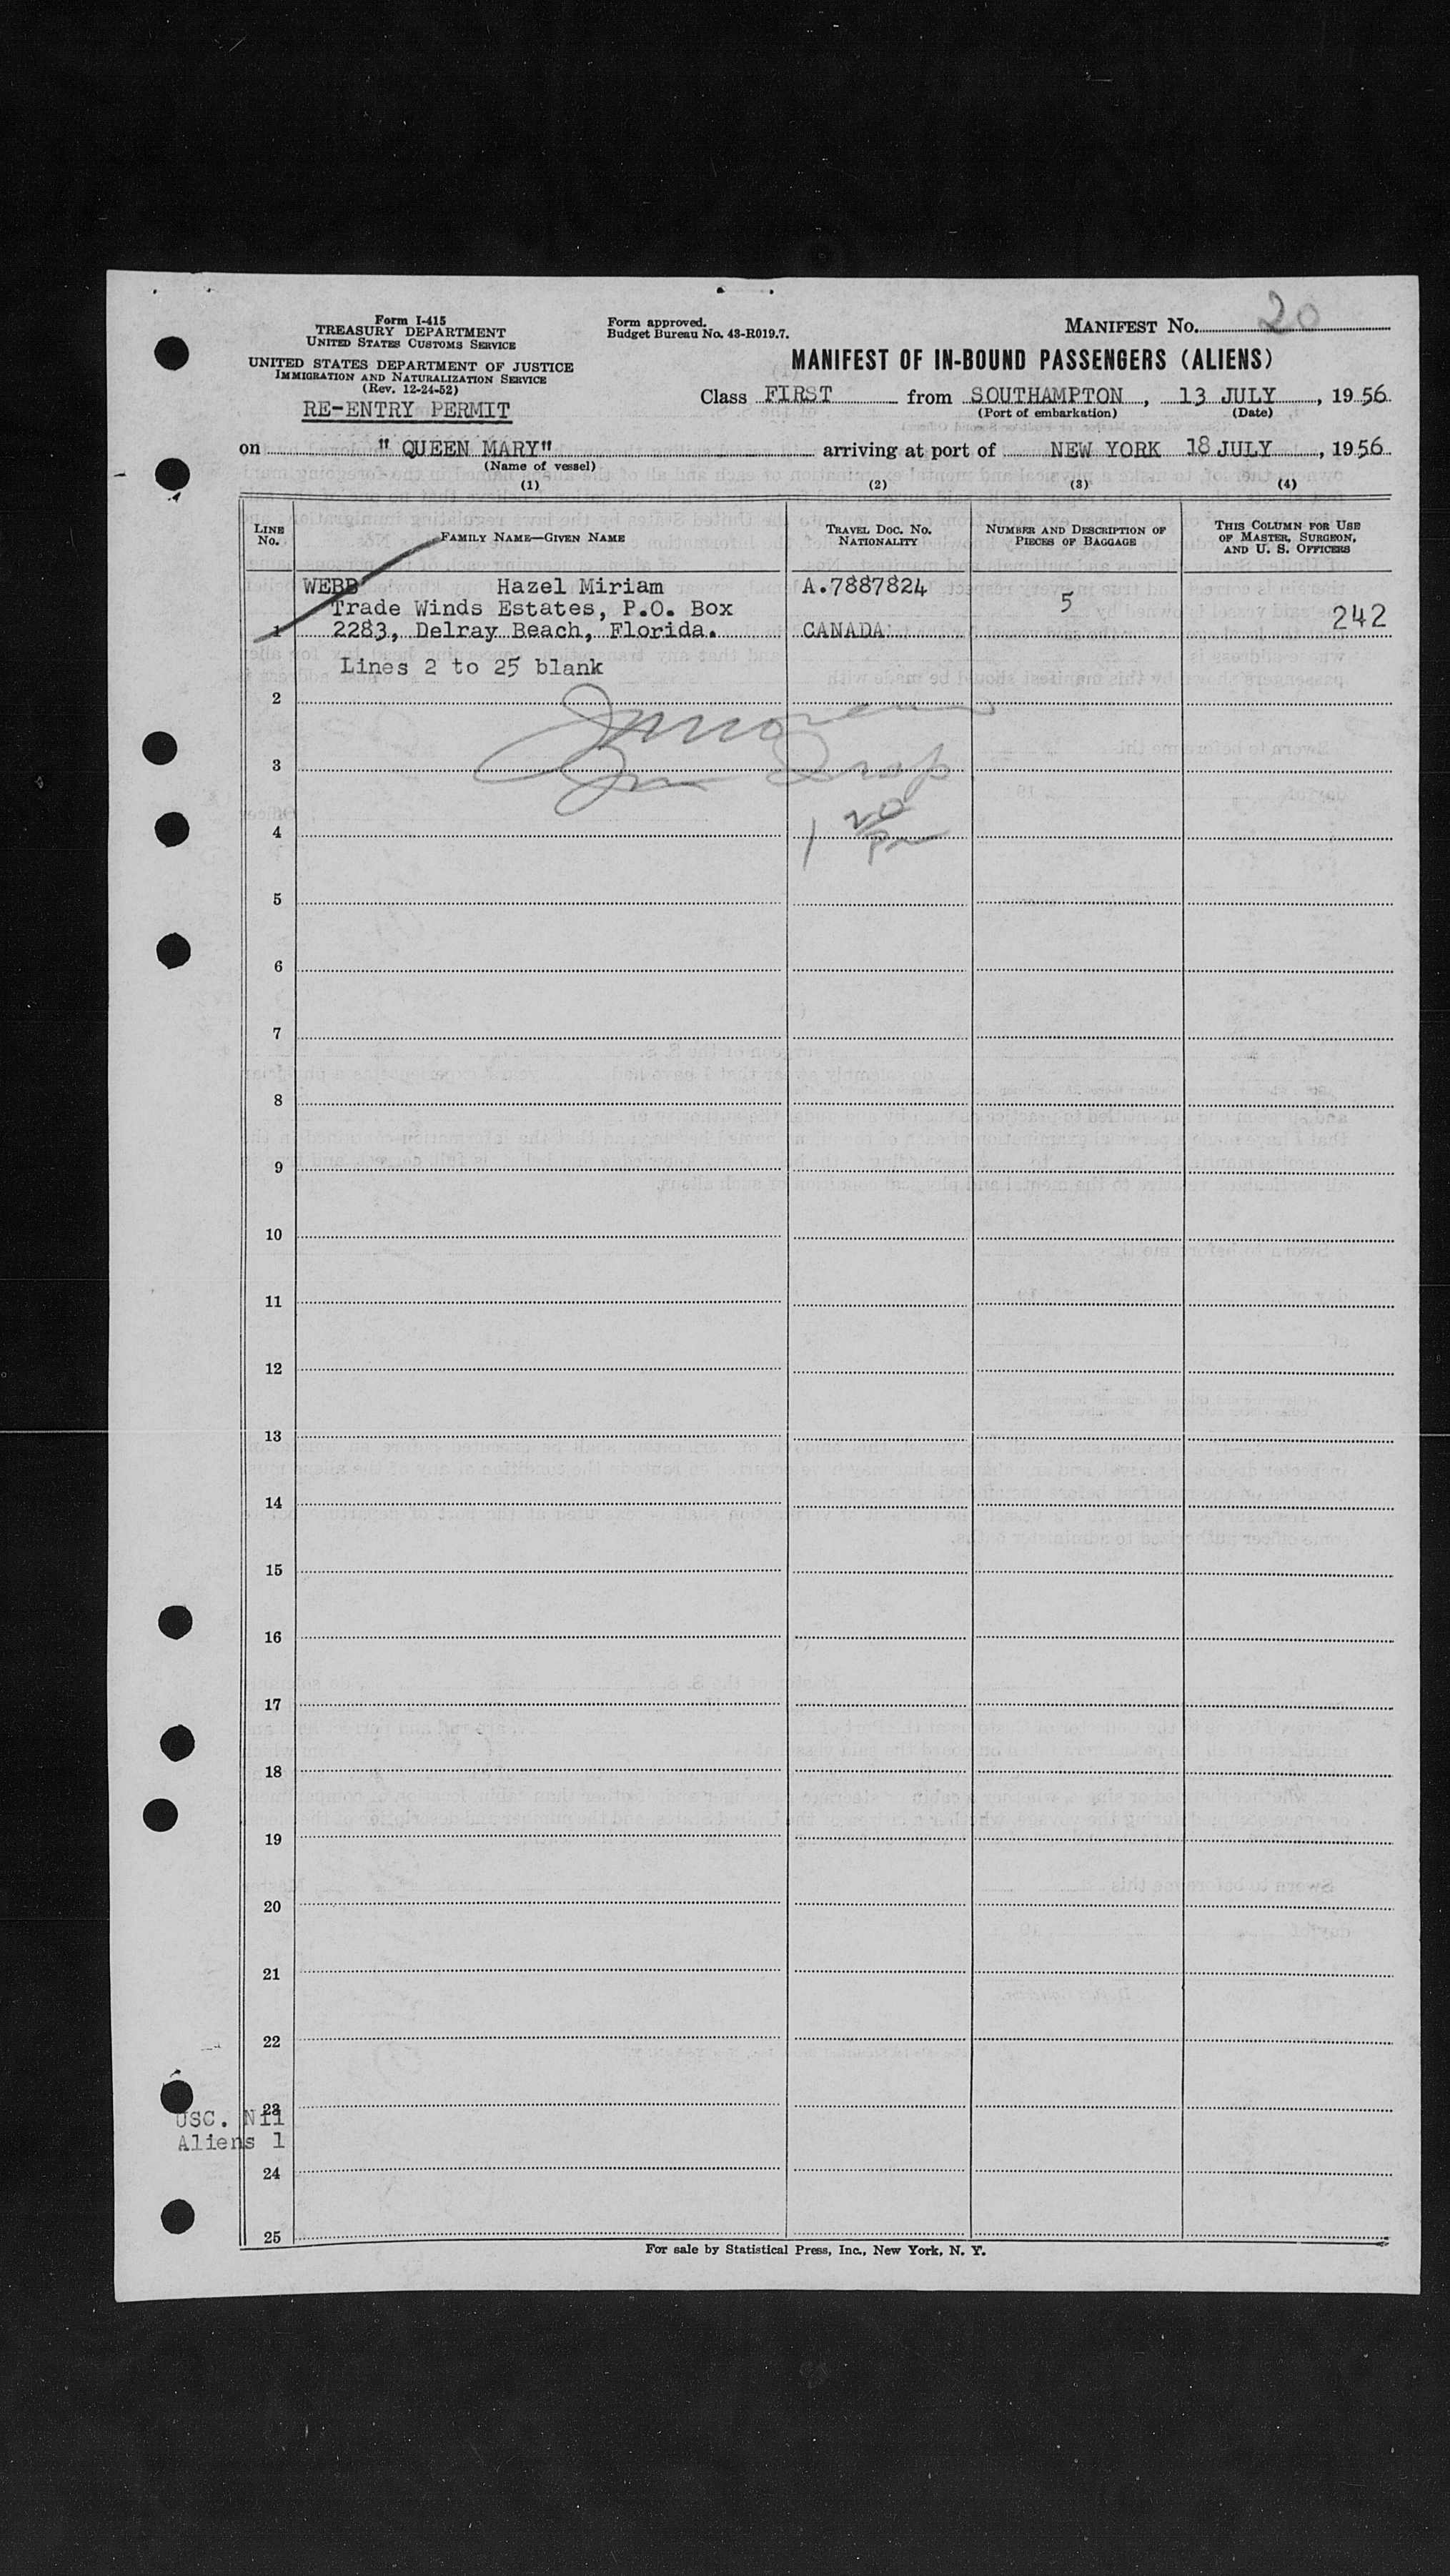 Form I-415
TREASURY DEPARTMENT
UNITED STATES CUSTOMS SERVICE
UNITED STATES DEPARTMENT OF JUSTICE
IMMIGRATION AND NATURALIZATION SERVICE
(Rev. 12-24-52)
RE-ENTRY PERMIT
Form approved.
Budget Bureau No. 43-R019.7.
MANIFEST No. 20
MANIFEST OF IN-BOUND PASSENGERS (ALIENS)
Class FIRST from SOUTHAMPTON, 13 JULY, 1956
(Port of embarkation) (Date)
on " QUEEN MARY" arriving at port of NEW YORK 18 JULY, 1956
(Name of vessel)
(1) (2) (3) (4)
LINE No. FAMILY NAME—GIVEN NAME TRAVEL DOC. NO. NATIONALITY NUMBER AND DESCRIPTION OF PIECES OF BAGGAGE THIS COLUMN FOR USE OF MASTER, SURGEON, AND U. S. OFFICERS
WEBB Hazel Miriam A.7887824
Trade Winds Estates, P.O. Box 5 242
1 2283, Delray Beach, Florida. CANADA
Lines 2 to 25 blank
2
3
4 1 20
5
6
7
8
9
10
11
12
13
14
15
16
17
18
19
20
21
22
23
USC. Nil
Aliens 1
24
25
For sale by Statistical Press, Inc., New York, N. Y.